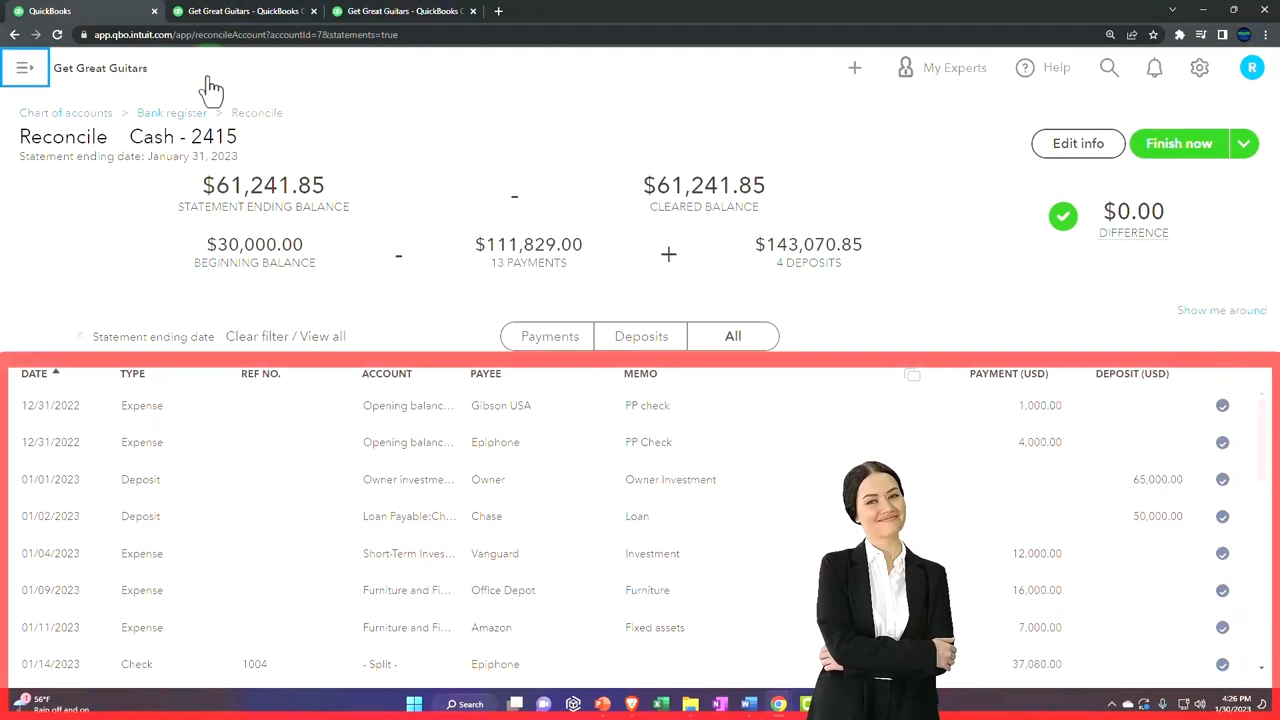 QuickBooks
Get Great Guitars - QuickBooks C
Get Great Guitars - QuickBooks C
app.qbo.intuit.com/app/reconcileAccount?accountId=7&statements=true
Get Great Guitars
My Experts
Help
R
Chart of accounts > Bank register > Reconcile
Reconcile Cash - 2415
Statement ending date: January 31, 2023
Edit info
Finish now
$61,241.85
STATEMENT ENDING BALANCE
-
$61,241.85
CLEARED BALANCE
$0.00
DIFFERENCE
$30,000.00
BEGINNING BALANCE
-
$111,829.00
13 PAYMENTS
+
$143,070.85
4 DEPOSITS
Show me around
Statement ending date Clear filter / View all
Payments Deposits All
DATE TYPE REF NO. ACCOUNT PAYEE MEMO PAYMENT (USD) DEPOSIT (USD)
12/31/2022 Expense Opening balanc... Gibson USA PP check 1,000.00
12/31/2022 Expense Opening balanc... Epiphone PP Check 4,000.00
01/01/2023 Deposit Owner investme... Owner Owner Investment 65,000.00
01/02/2023 Deposit Loan Payable:Ch... Chase Loan 50,000.00
01/04/2023 Expense Short-Term Inves... Vanguard Investment 12,000.00
01/09/2023 Expense Furniture and Fi... Office Depot Furniture 16,000.00
01/11/2023 Expense Furniture and Fi... Amazon Fixed assets 7,000.00
01/14/2023 Check 1004 - Split - Epiphone 37,080.00
1
56°F
Rain off and on
Search
4:26 PM
1/30/2023